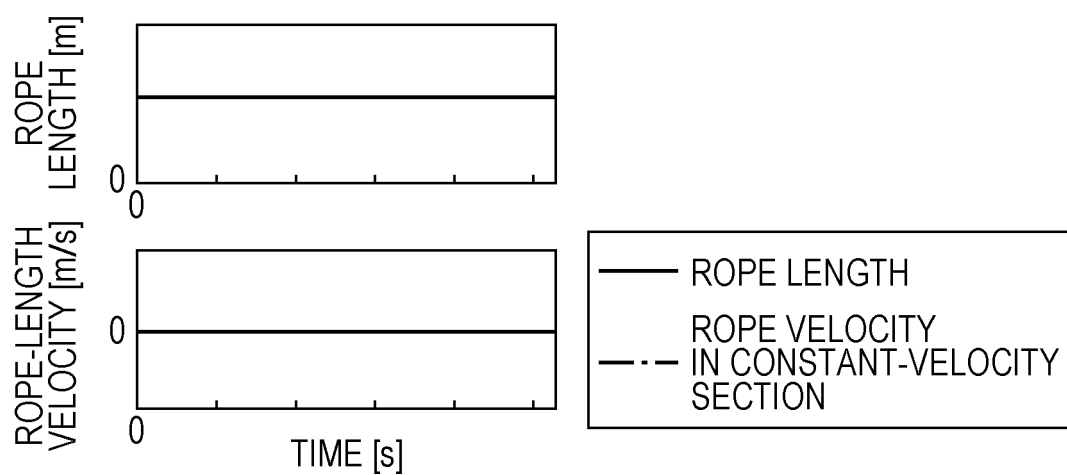 ROPE
LENGTH [m]
0
0
ROPE-LENGTH
VELOCITY [m/s]
0
0
TIME [s]
ROPE LENGTH
ROPE VELOCITY
IN CONSTANT-VELOCITY
SECTION